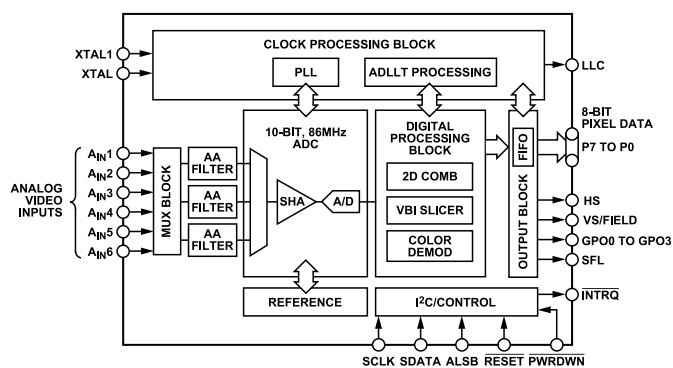 CLOCK PROCESSING BLOCK
XTAL1
XTAL
PLL
ADLLT PROCESSING
LLC
10-BIT, 86MHz
ADC
DIGITAL
PROCESSING
BLOCK
2D COMB
VBI SLICER
COLOR
DEMOD
OUTPUT BLOCK
FIFO
8-BIT
PIXEL DATA
P7 TO P0
ANALOG
VIDEO
INPUTS
AIN1
AIN2
AIN3
AIN4
AIN5
AIN6
MUX BLOCK
AA
FILTER
AA
FILTER
AA
FILTER
SHA
A/D
HS
VS/FIELD
GPO0 TO GPO3
SFL
REFERENCE
I2C/CONTROL
INTRQ
SCLK SDATA ALSB RESET PWRDWN